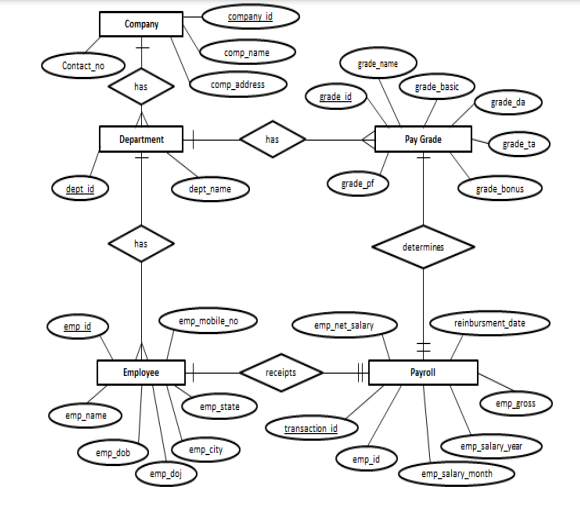 company_id
Company
comp_name
Contact_no
comp_address
has
grade_name
grade_basic
grade_id
grade_da
Department
has
Pay Grade
grade_ta
dept_id
dept_name
grade_pf
grade_bonus
has
determines
emp_id
emp_mobile_no
emp_net_salary
reinbursment_date
Employee
receipts
Payroll
emp_name
emp_state
emp_gross
transaction_id
emp_dob
emp_city
emp_id
emp_salary_year
emp_doj
emp_salary_month